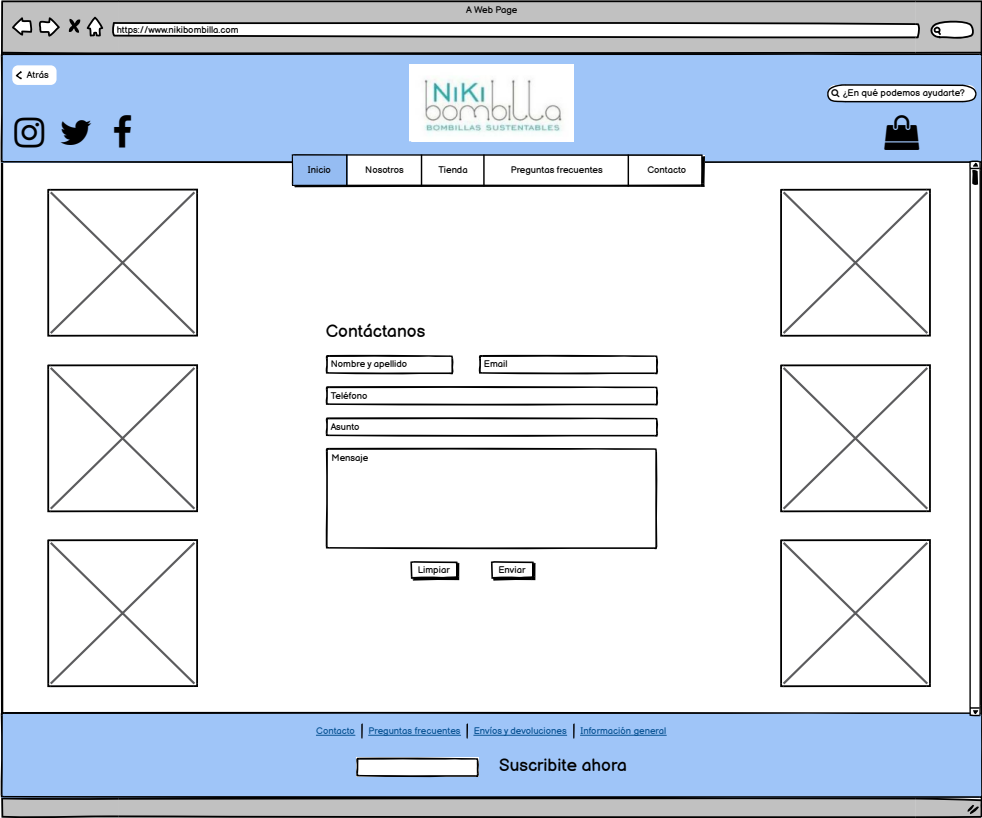 A Web Page
https://www.nikibombilla.com
Atrás
NiKi
bombilla
BOMBILLAS SUSTENTABLES
¿En qué podemos ayudarte?
Inicio Nosotros Tienda Preguntas frecuentes Contacto
Contáctanos
Nombre y apellido Email
Teléfono
Asunto
Mensaje
Limpiar Enviar
Contacto Preguntas frecuentes Envíos y devoluciones Información general
Suscribite ahora